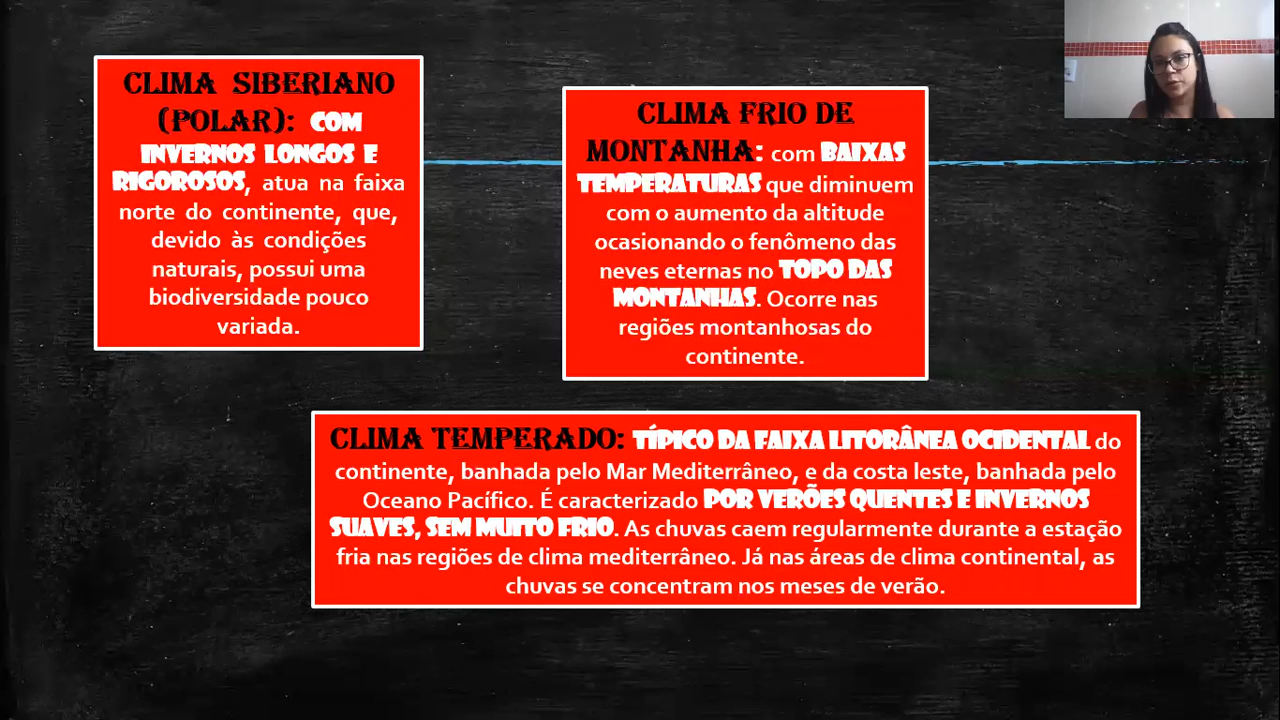 CLIMA SIBERIANO
(POLAR): COM
INVERNOS LONGOS E
RIGOROSOS, atua na faixa
norte do continente, que,
devido às condições
naturais, possui uma
biodiversidade pouco
variada.
CLIMA FRIO DE
MONTANHA: com BAIXAS
TEMPERATURAS que diminuem
com o aumento da altitude
ocasionando o fenômeno das
neves eternas no TOPO DAS
MONTANHAS. Ocorre nas
regiões montanhosas do
continente.
CLIMA TEMPERADO: TÍPICO DA FAIXA LITORÂNEA OCIDENTAL do
continente, banhada pelo Mar Mediterrâneo, e da costa leste, banhada pelo
Oceano Pacífico. É caracterizado POR VERÕES QUENTES E INVERNOS
SUAVES, SEM MUITO FRIO. As chuvas caem regularmente durante a estação
fria nas regiões de clima mediterrâneo. Já nas áreas de clima continental, as
chuvas se concentram nos meses de verão.